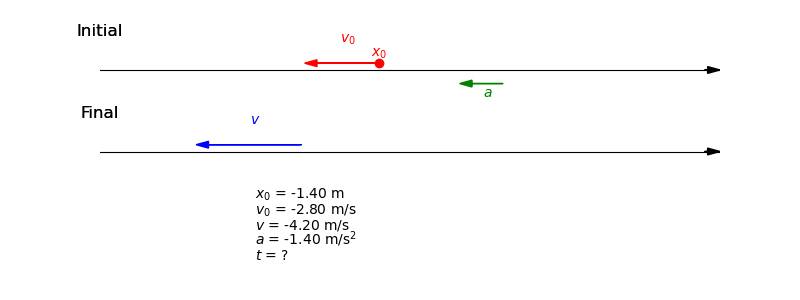 Initial
v₀
x₀
a
Final
v
x₀ = -1.40 m
v₀ = -2.80 m/s
v = -4.20 m/s
a = -1.40 m/s²
t = ?